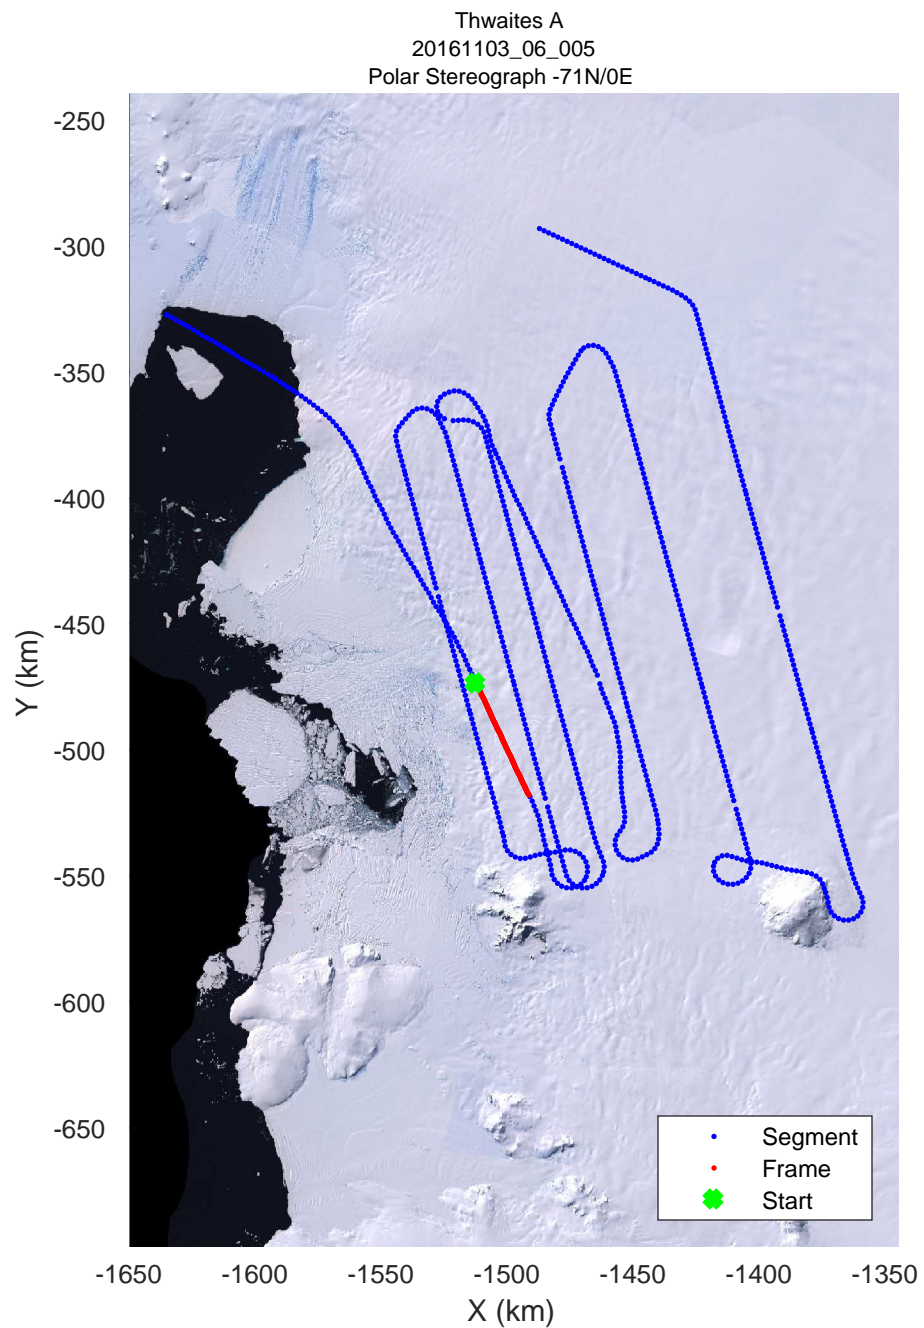 Thwaites A
20161103_06_005
Polar Stereograph -71N/0E
-250
-300
-350
-400
-450
-500
-550
-600
-650
Y (km)
Segment
Frame
Start
-1650 -1600 -1550 -1500 -1450 -1400 -1350
X (km)